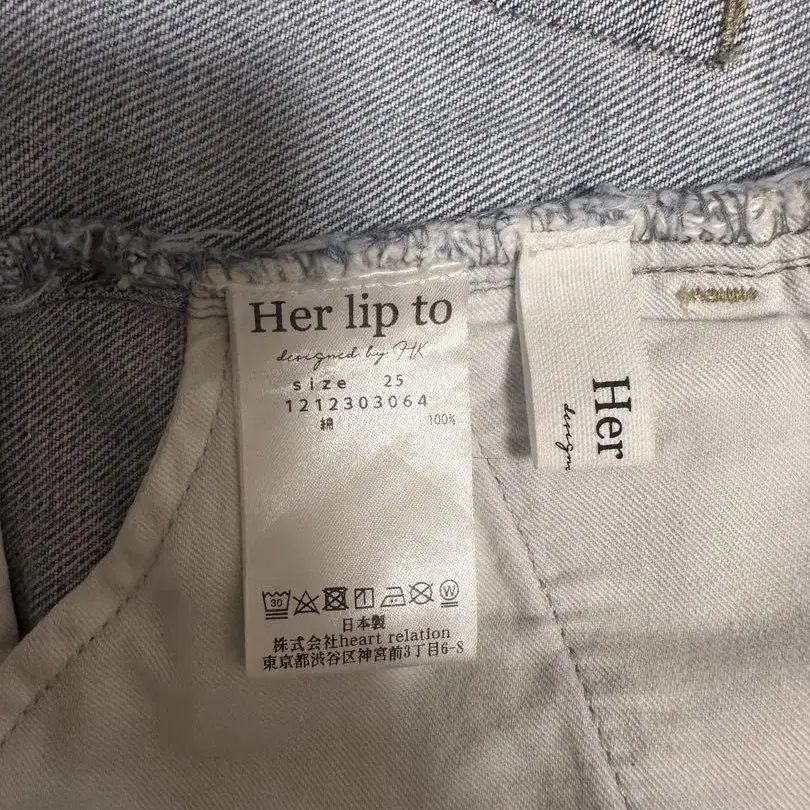 Her lip to
designed by HK
size 25
1212303064
綿 100%
30
W
日本製
株式会社heart relation
東京都渋谷区神宮前3丁目6-8
Her
design